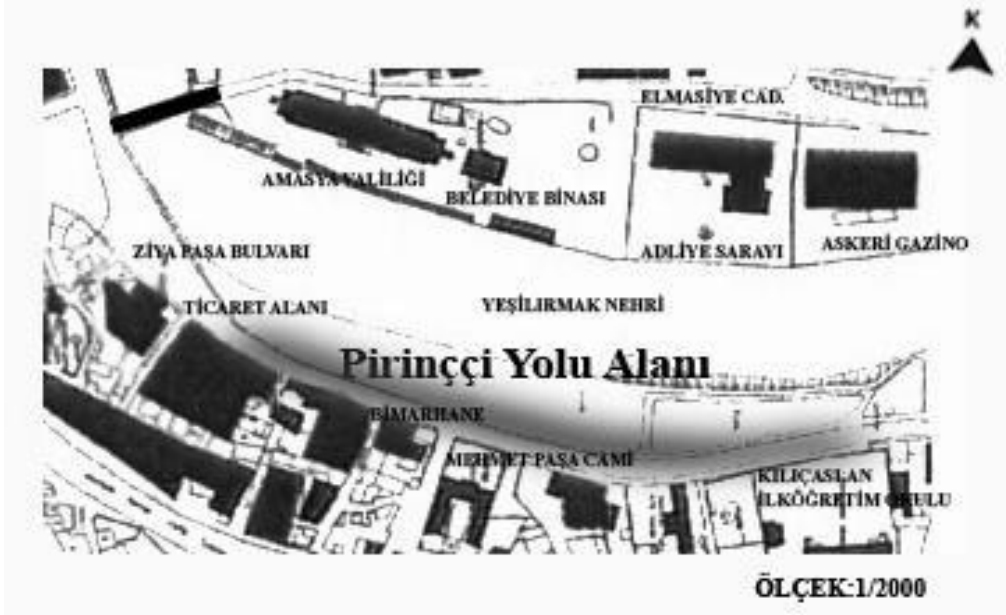 K
ELMASİYE CAD.
AMASYA VALİLİĞİ
BELEDİYE BİNASI
ZİYA PAŞA BULVARI
ADLİYE SARAYI
ASKERİ GAZİNO
TİCARET ALANI
YEŞİLIRMAK NEHRİ
Pirinççi Yolu Alanı
BİMARHANE
MEHMET PAŞA CAMİ
KILIÇASLAN
İLKÖĞRETİM OKULU
ÖLÇEK:1/2000